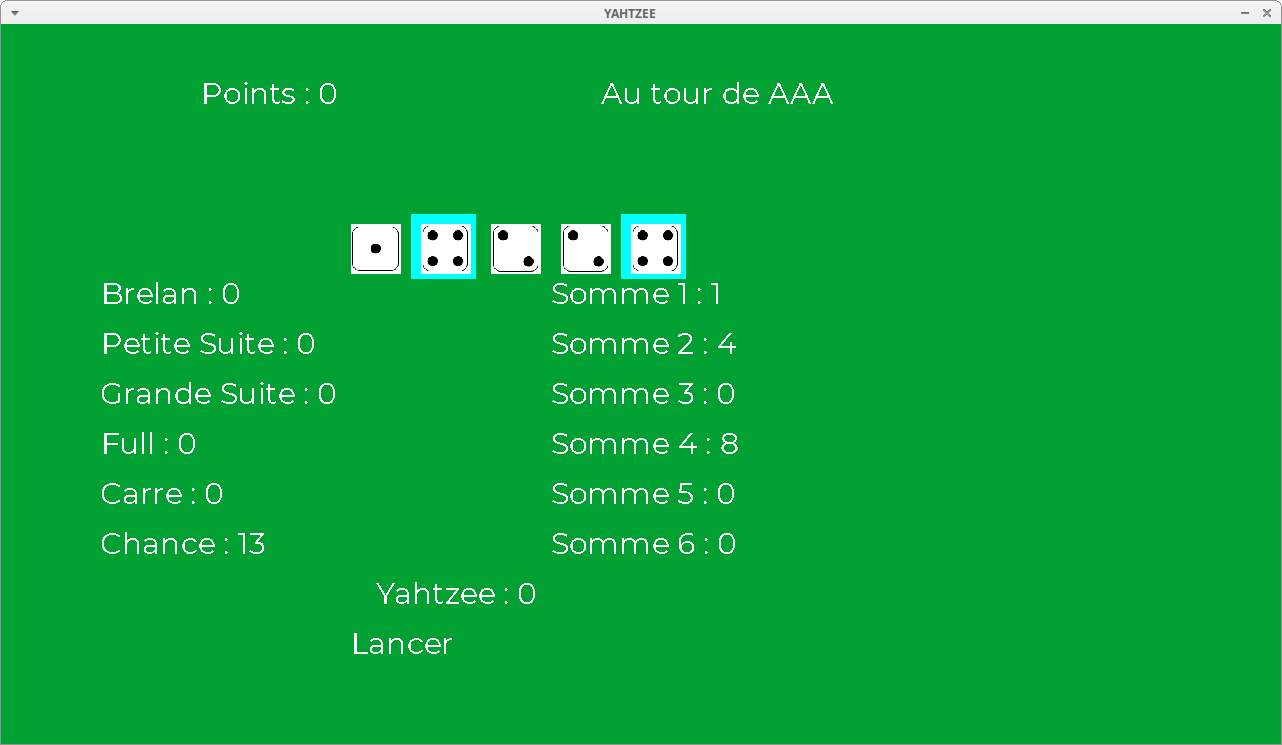 YAHTZEE
Points : 0
Au tour de AAA
Brelan : 0
Somme 1 : 1
Petite Suite : 0
Somme 2 : 4
Grande Suite : 0
Somme 3 : 0
Full : 0
Somme 4 : 8
Carre : 0
Somme 5 : 0
Chance : 13
Somme 6 : 0
Yahtzee : 0
Lancer